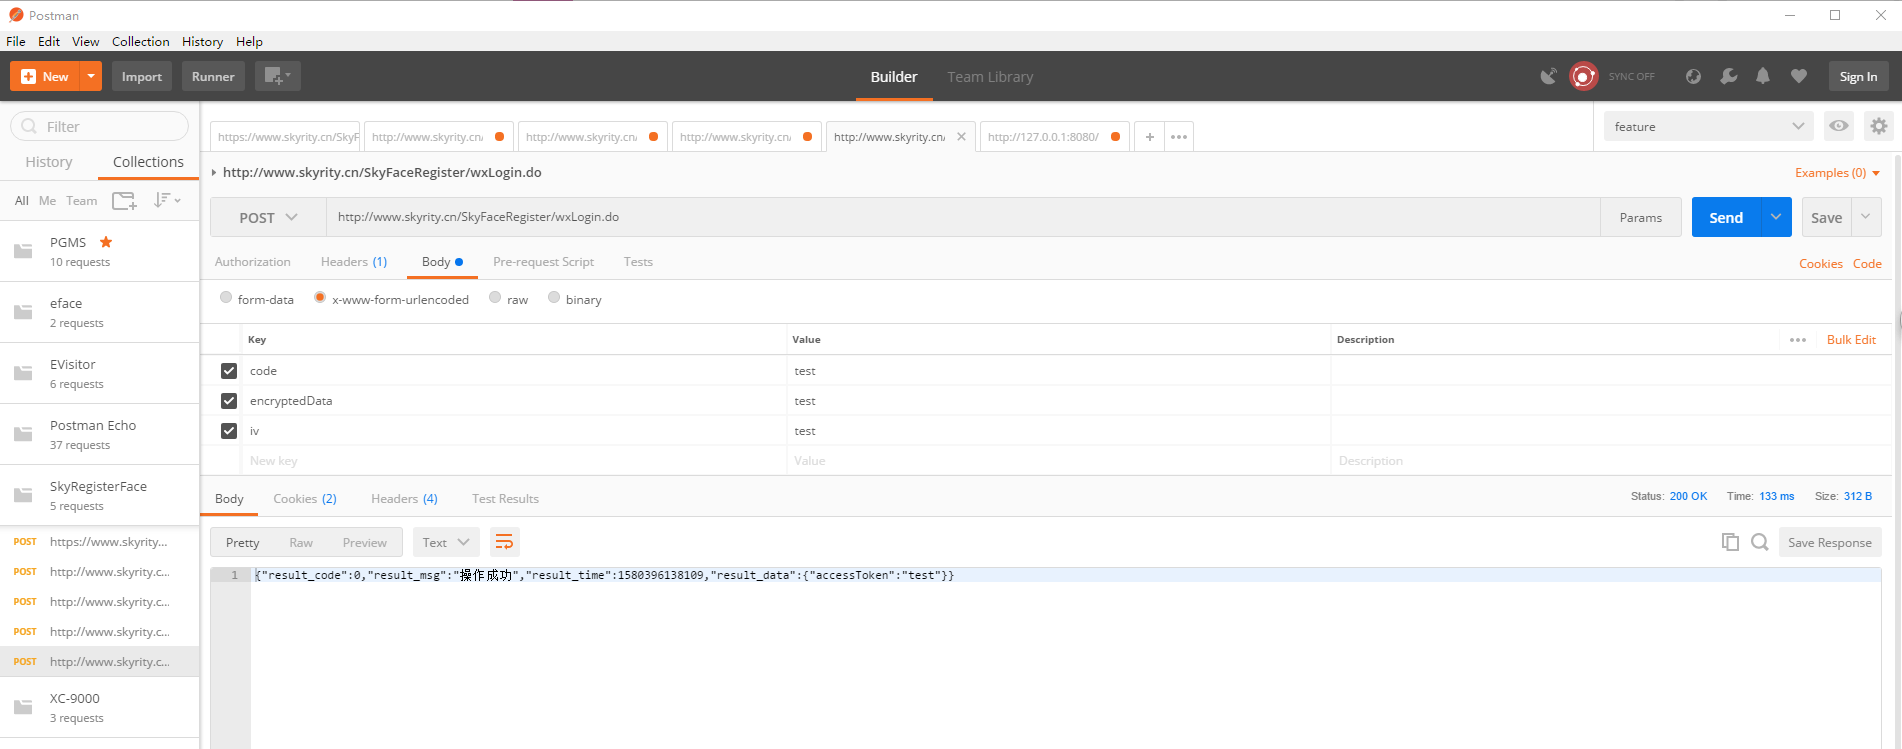 Postman
File Edit View Collection History Help
New Import Runner Builder Team Library SYNC OFF Sign In
Filter
History Collections
All Me Team
PGMS
10 requests
eface
2 requests
EVisitor
6 requests
Postman Echo
37 requests
SkyRegisterFace
5 requests
POST https://www.skyrity...
POST http://www.skyrity.c...
POST http://www.skyrity.c...
POST http://www.skyrity.c...
POST http://www.skyrity.c...
XC-9000
3 requests
https://www.skyrity.cn/SkyF http://www.skyrity.cn/ http://www.skyrity.cn/ http://www.skyrity.cn/ http://www.skyrity.cn/ http://127.0.0.1:8080/ + •••
feature
http://www.skyrity.cn/SkyFaceRegister/wxLogin.do Examples (0)
POST http://www.skyrity.cn/SkyFaceRegister/wxLogin.do Params Send Save
Authorization Headers (1) Body Pre-request Script Tests Cookies Code
form-data x-www-form-urlencoded raw binary
Key Value Description ••• Bulk Edit
code test
encryptedData test
iv test
New key Value Description
Body Cookies (2) Headers (4) Test Results Status: 200 OK Time: 133 ms Size: 312 B
Pretty Raw Preview Text Save Response
1 {"result_code":0,"result_msg":"操作成功","result_time":1580396138109,"result_data":{"accessToken":"test"}}